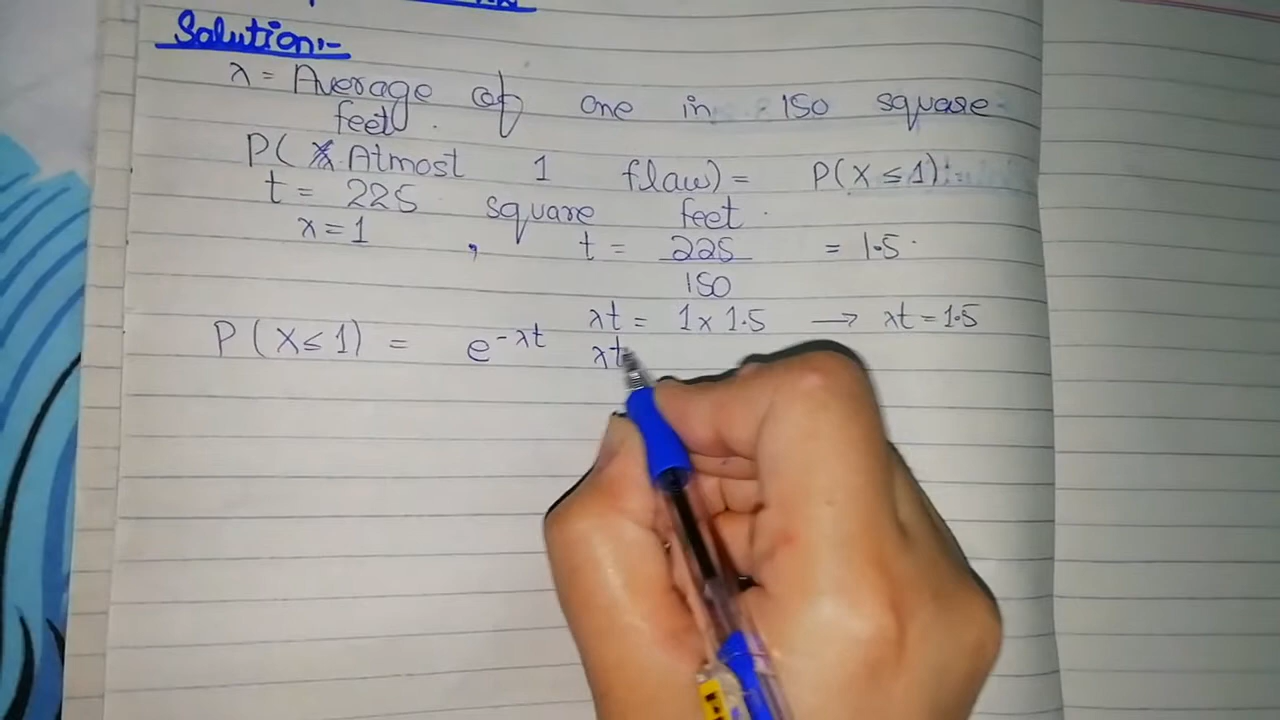 Solution:-
λ = Average of one in 150 square
feet.
P( Atmost 1 flaw) = P(X ≤ 1) :=
t = 225 square feet.
x = 1 , t = 225 = 1.5.
150
λt = 1 x 1.5 → λt = 1.5
P(X ≤ 1) = e^-λt λt